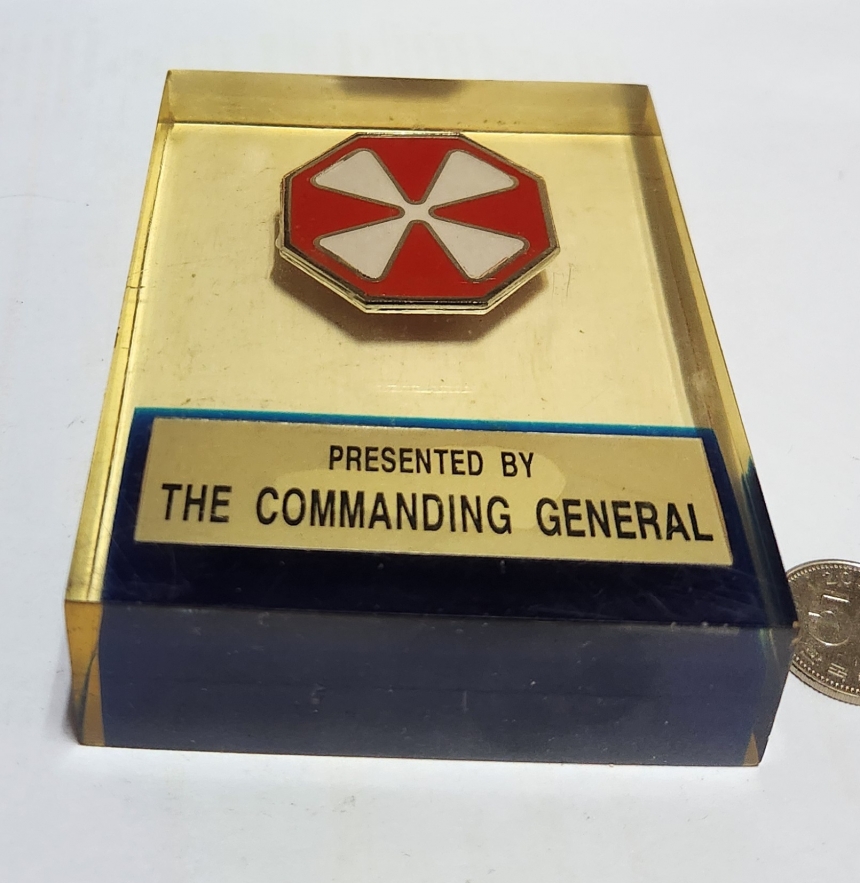 PRESENTED BY
THE COMMANDING GENERAL